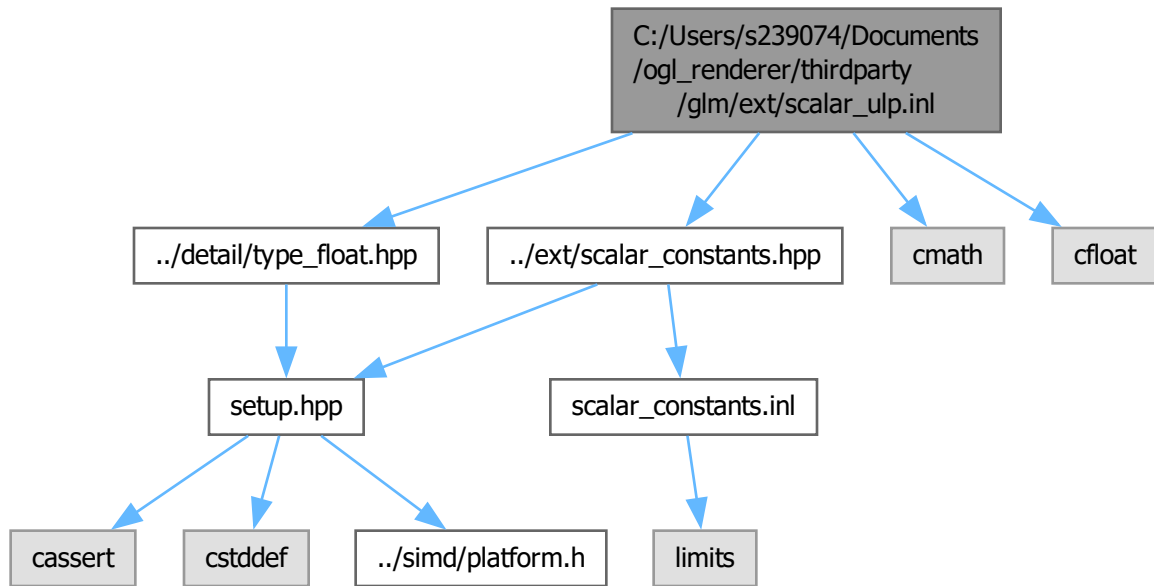 C:/Users/s239074/Documents
/ogl_renderer/thirdparty
/glm/ext/scalar_ulp.inl
../detail/type_float.hpp
../ext/scalar_constants.hpp
cmath
cfloat
setup.hpp
scalar_constants.inl
cassert
cstddef
../simd/platform.h
limits